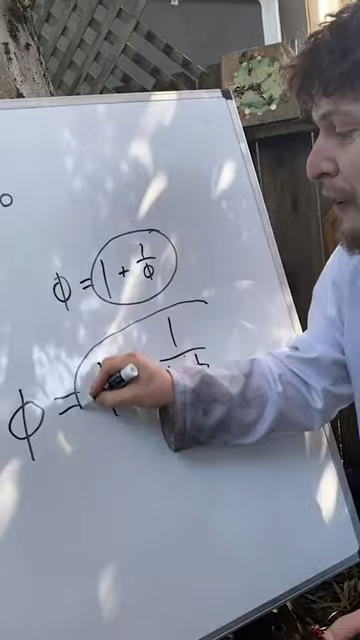 o
ϕ = 1 + 1/ϕ
ϕ = 1